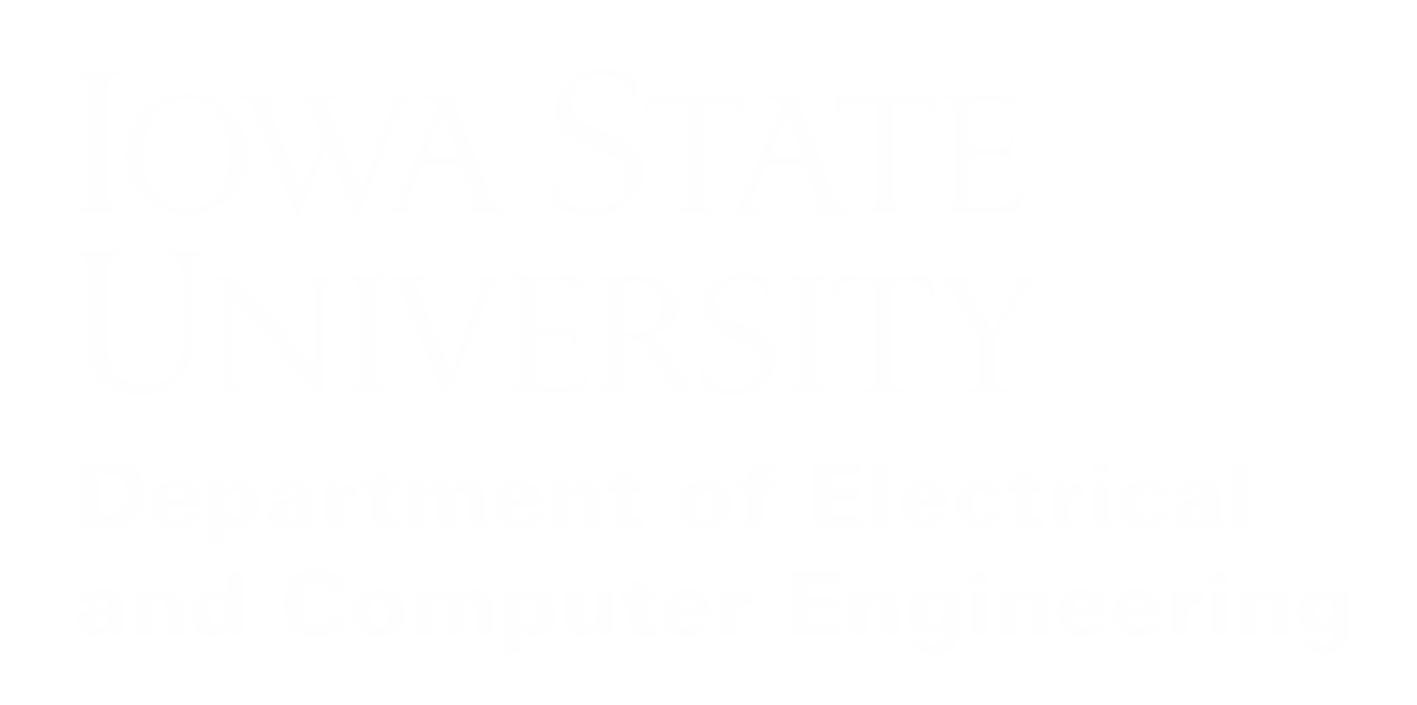 IOWA STATE
UNIVERSITY
Department of Electrical
and Computer Engineering